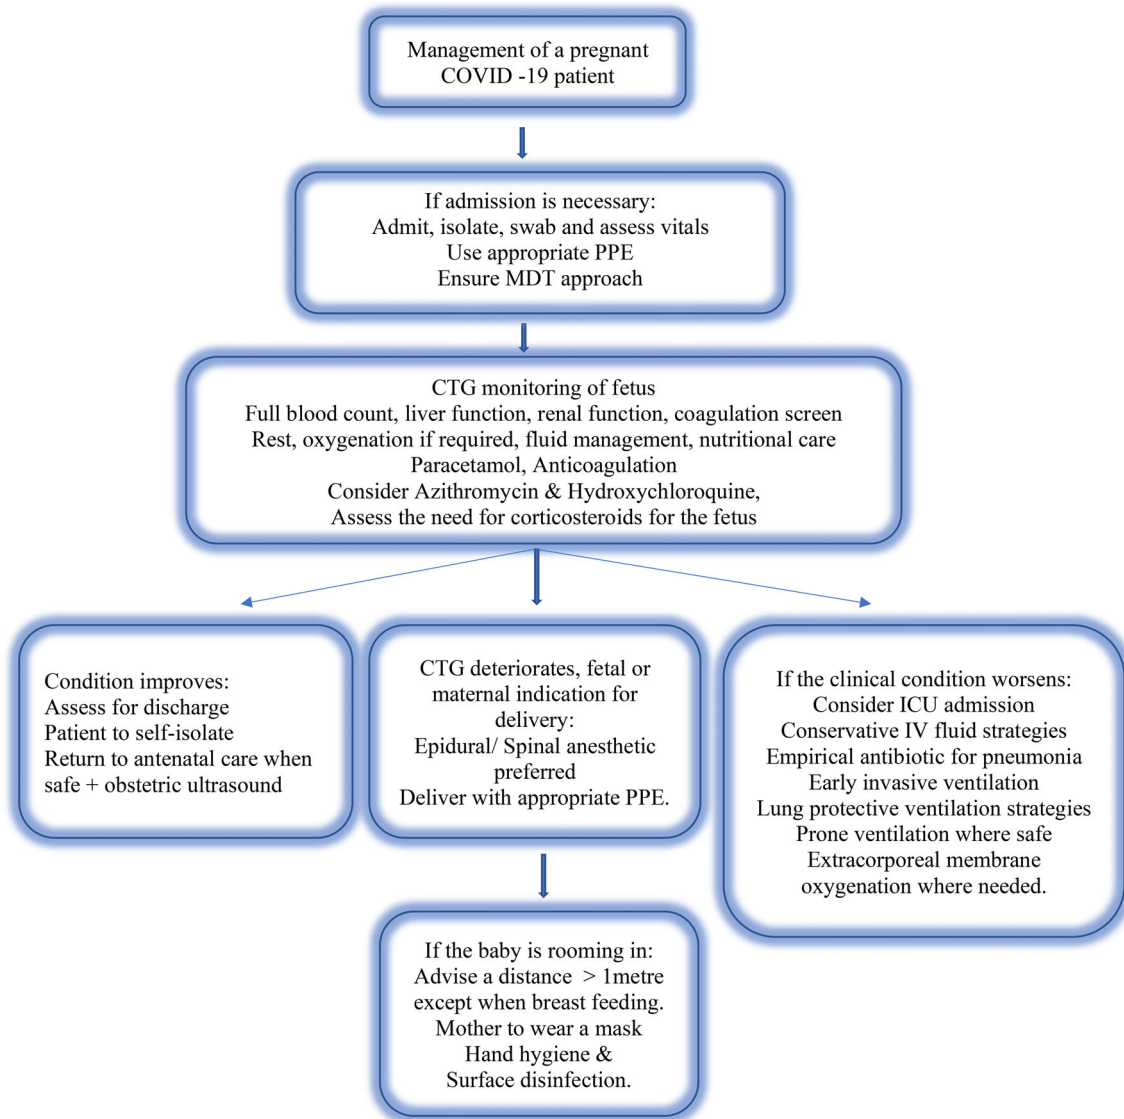 Management of a pregnant
COVID -19 patient
If admission is necessary:
Admit, isolate, swab and assess vitals
Use appropriate PPE
Ensure MDT approach
CTG monitoring of fetus
Full blood count, liver function, renal function, coagulation screen
Rest, oxygenation if required, fluid management, nutritional care
Paracetamol, Anticoagulation
Consider Azithromycin & Hydroxychloroquine,
Assess the need for corticosteroids for the fetus
Condition improves:
Assess for discharge
Patient to self-isolate
Return to antenatal care when
safe + obstetric ultrasound
CTG deteriorates, fetal or
maternal indication for
delivery:
Epidural/ Spinal anesthetic
preferred
Deliver with appropriate PPE.
If the clinical condition worsens:
Consider ICU admission
Conservative IV fluid strategies
Empirical antibiotic for pneumonia
Early invasive ventilation
Lung protective ventilation strategies
Prone ventilation where safe
Extracorporeal membrane
oxygenation where needed.
If the baby is rooming in:
Advise a distance > 1metre
except when breast feeding.
Mother to wear a mask
Hand hygiene &
Surface disinfection.